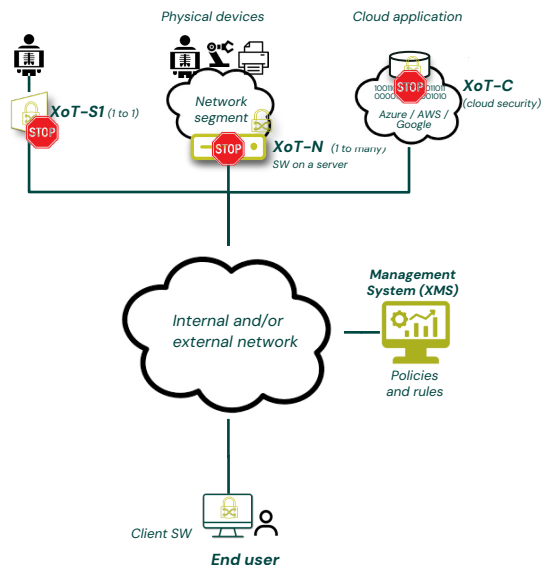 Physical devices
Cloud application
XoT-S1 (1 to 1)
STOP
Network
segment
STOP
XoT-N (1 to many)
SW on a server
STOP
Azure / AWS /
Google
XoT-C
(cloud security)
Internal and/or
external network
Management
System (XMS)
Policies
and rules
Client SW
End user